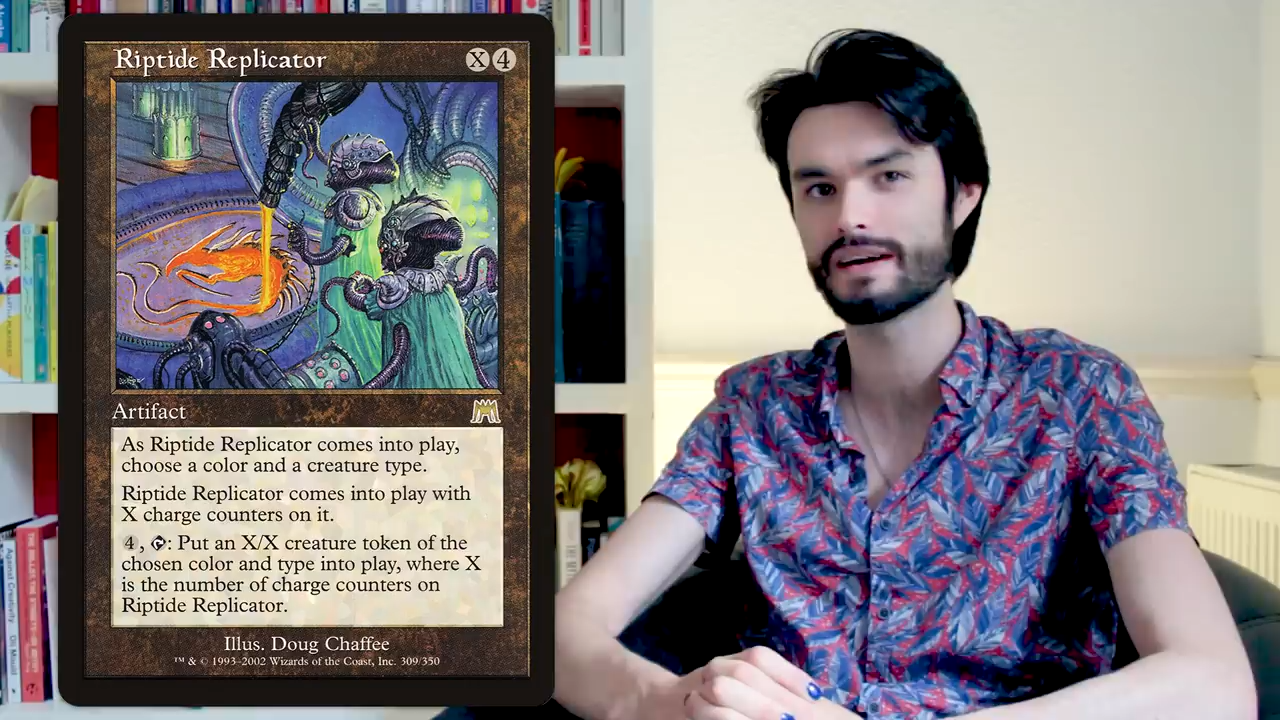 Riptide Replicator X 4
Artifact
As Riptide Replicator comes into play,
choose a color and a creature type.
Riptide Replicator comes into play with
X charge counters on it.
4, : Put an X/X creature token of the
chosen color and type into play, where X
is the number of charge counters on
Riptide Replicator.
Illus. Doug Chaffee
™ & © 1993-2002 Wizards of the Coast, Inc. 309/350
Against Creativity